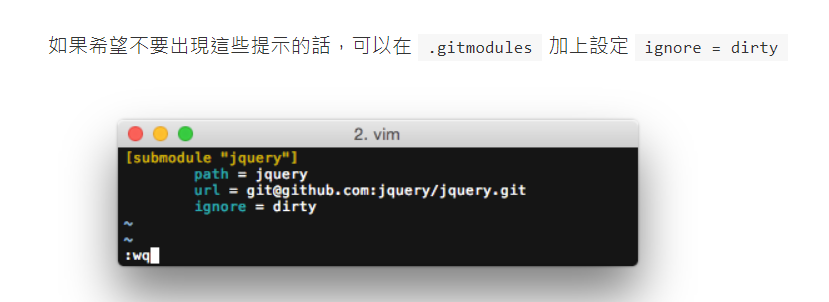 如果希望不要出現這些提示的話，可以在 .gitmodules 加上設定 ignore = dirty
2. vim
[submodule "jquery"]
path = jquery
url = git@github.com:jquery/jquery.git
ignore = dirty
~
~
:wq